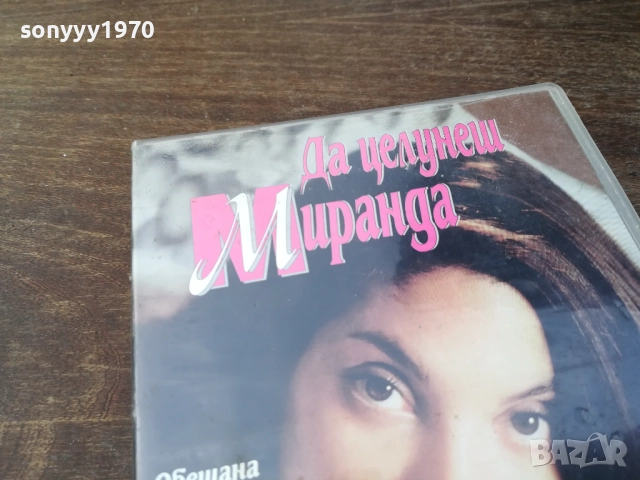 sonyyy1970
Да целунеш
Миранда
Обещана
BAZAR